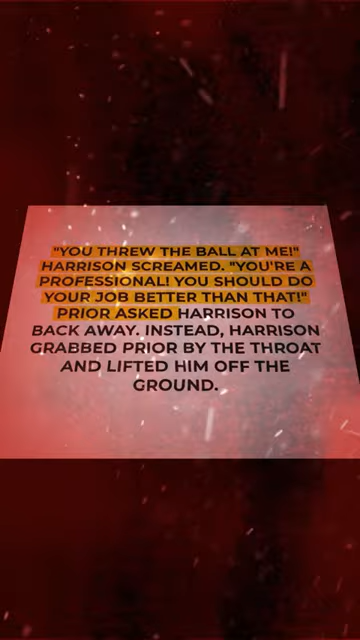 "YOU THREW THE BALL AT ME!"
HARRISON SCREAMED. "YOU'RE A
PROFESSIONAL! YOU SHOULD DO
YOUR JOB BETTER THAN THAT!"
PRIOR ASKED HARRISON TO
BACK AWAY. INSTEAD, HARRISON
GRABBED PRIOR BY THE THROAT
AND LIFTED HIM OFF THE
GROUND.